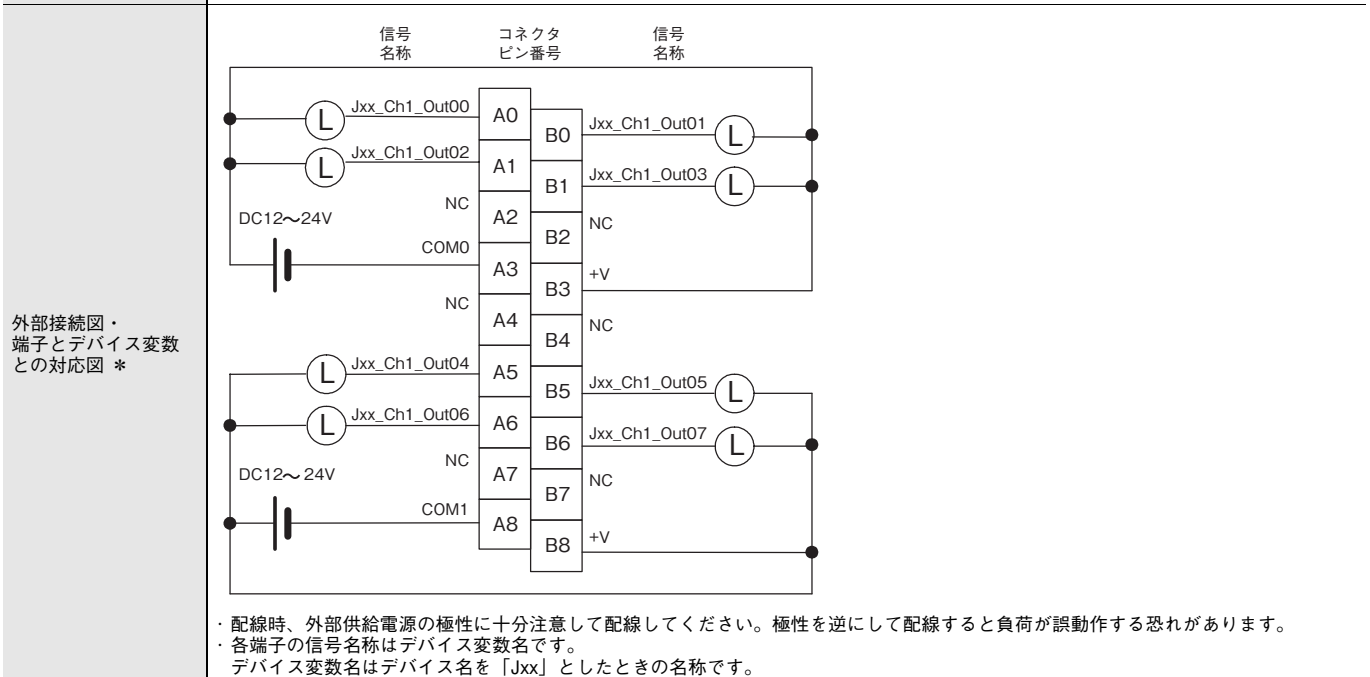 外部接続図・
端子とデバイス変数
との対応図 *
信号
名称
コネクタ
ピン番号
信号
名称
L
Jxx_Ch1_Out00
A0
B0
Jxx_Ch1_Out01
L
L
Jxx_Ch1_Out02
A1
B1
Jxx_Ch1_Out03
L
NC
A2
B2
NC
DC12～24V
COM0
A3
B3
+V
NC
A4
B4
NC
L
Jxx_Ch1_Out04
A5
B5
Jxx_Ch1_Out05
L
L
Jxx_Ch1_Out06
A6
B6
Jxx_Ch1_Out07
L
NC
A7
B7
NC
DC12～24V
COM1
A8
B8
+V
・配線時、外部供給電源の極性に十分注意して配線してください。極性を逆にして配線すると負荷が誤動作する恐れがあります。
・各端子の信号名称はデバイス変数名です。
デバイス変数名はデバイス名を「Jxx」としたときの名称です。